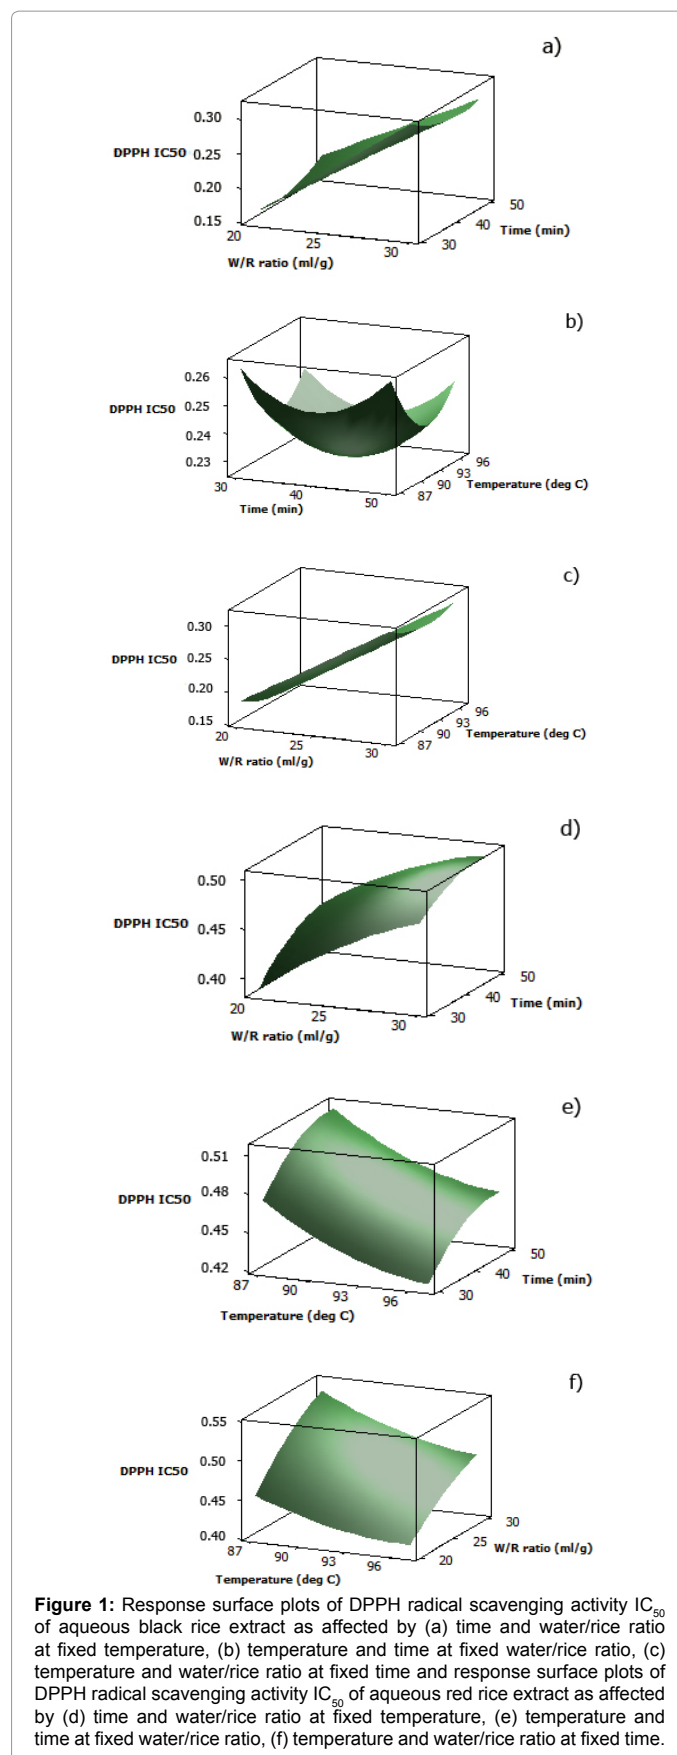 a)
0.30
0.25
DPPH IC50
0.20
0.15
20
25
30
W/R ratio (ml/g)
30
40
50
Time (min)
b)
0.26
0.25
DPPH IC50
0.24
0.23
30
40
50
Time (min)
87
90
93
96
Temperature (deg C)
c)
0.30
0.25
DPPH IC50
0.20
0.15
20
25
30
W/R ratio (ml/g)
87
90
93
96
Temperature (deg C)
d)
0.50
DPPH IC50
0.45
0.40
20
25
30
W/R ratio (ml/g)
30
40
50
Time (min)
e)
0.51
0.48
DPPH IC50
0.45
0.42
87
90
93
96
Temperature (deg C)
30
40
50
Time (min)
f)
0.55
0.50
DPPH IC50
0.45
0.40
87
90
93
96
Temperature (deg C)
20
25
30
W/R ratio (ml/g)
Figure 1: Response surface plots of DPPH radical scavenging activity IC50
of aqueous black rice extract as affected by (a) time and water/rice ratio
at fixed temperature, (b) temperature and time at fixed water/rice ratio, (c)
temperature and water/rice ratio at fixed time and response surface plots of
DPPH radical scavenging activity IC50 of aqueous red rice extract as affected
by (d) time and water/rice ratio at fixed temperature, (e) temperature and
time at fixed water/rice ratio, (f) temperature and water/rice ratio at fixed time.